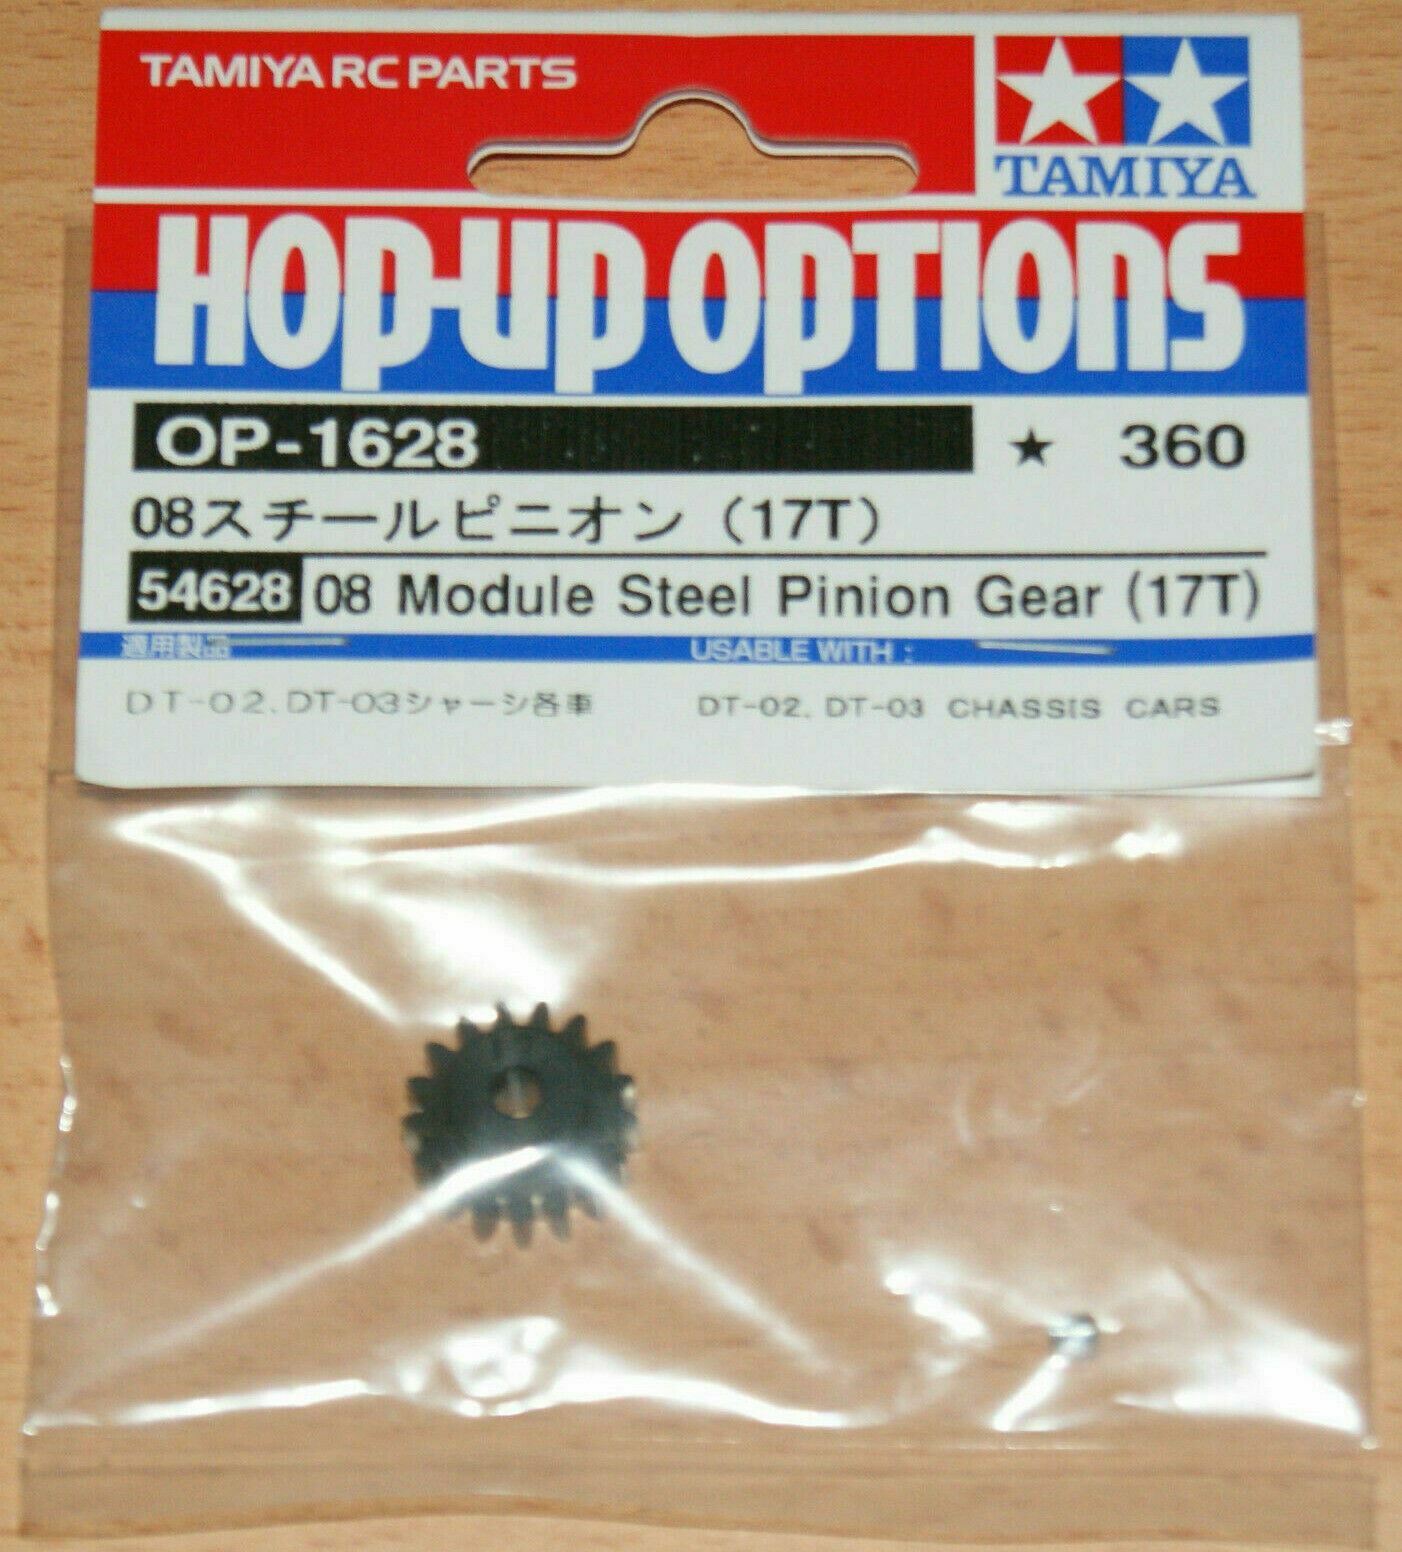 TAMIYA RC PARTS
TAMIYA
HOP-UP OPTIONS
OP-1628 ★ 360
08スチールピニオン（17T）
54628 08 Module Steel Pinion Gear (17T)
適用製品 USABLE WITH :
DT-02, DT-03シャーシ各車 DT-02, DT-03 CHASSIS CARS